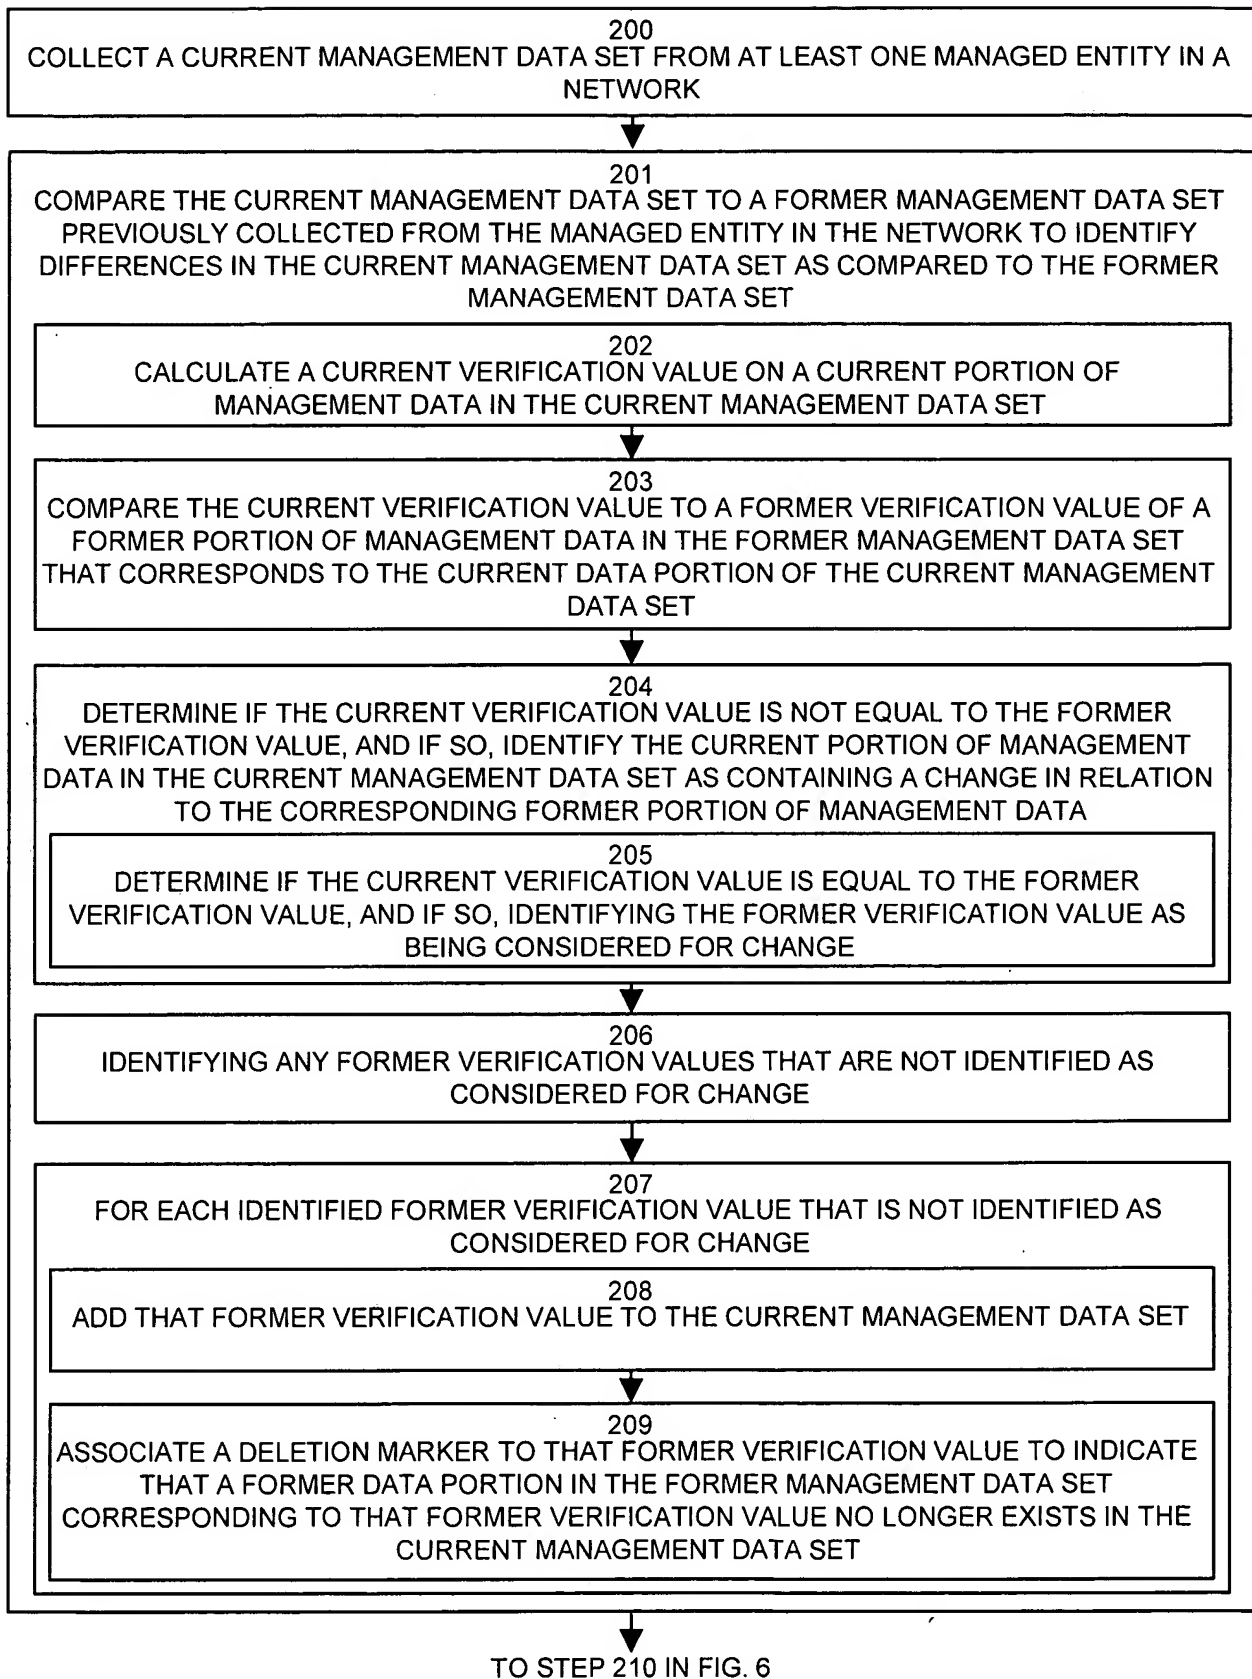 200
COLLECT A CURRENT MANAGEMENT DATA SET FROM AT LEAST ONE MANAGED ENTITY IN A
NETWORK
201
COMPARE THE CURRENT MANAGEMENT DATA SET TO A FORMER MANAGEMENT DATA SET
PREVIOUSLY COLLECTED FROM THE MANAGED ENTITY IN THE NETWORK TO IDENTIFY
DIFFERENCES IN THE CURRENT MANAGEMENT DATA SET AS COMPARED TO THE FORMER
MANAGEMENT DATA SET
202
CALCULATE A CURRENT VERIFICATION VALUE ON A CURRENT PORTION OF
MANAGEMENT DATA IN THE CURRENT MANAGEMENT DATA SET
203
COMPARE THE CURRENT VERIFICATION VALUE TO A FORMER VERIFICATION VALUE OF A
FORMER PORTION OF MANAGEMENT DATA IN THE FORMER MANAGEMENT DATA SET
THAT CORRESPONDS TO THE CURRENT DATA PORTION OF THE CURRENT MANAGEMENT
DATA SET
204
DETERMINE IF THE CURRENT VERIFICATION VALUE IS NOT EQUAL TO THE FORMER
VERIFICATION VALUE, AND IF SO, IDENTIFY THE CURRENT PORTION OF MANAGEMENT
DATA IN THE CURRENT MANAGEMENT DATA SET AS CONTAINING A CHANGE IN RELATION
TO THE CORRESPONDING FORMER PORTION OF MANAGEMENT DATA
205
DETERMINE IF THE CURRENT VERIFICATION VALUE IS EQUAL TO THE FORMER
VERIFICATION VALUE, AND IF SO, IDENTIFYING THE FORMER VERIFICATION VALUE AS
BEING CONSIDERED FOR CHANGE
206
IDENTIFYING ANY FORMER VERIFICATION VALUES THAT ARE NOT IDENTIFIED AS
CONSIDERED FOR CHANGE
207
FOR EACH IDENTIFIED FORMER VERIFICATION VALUE THAT IS NOT IDENTIFIED AS
CONSIDERED FOR CHANGE
208
ADD THAT FORMER VERIFICATION VALUE TO THE CURRENT MANAGEMENT DATA SET
209
ASSOCIATE A DELETION MARKER TO THAT FORMER VERIFICATION VALUE TO INDICATE
THAT A FORMER DATA PORTION IN THE FORMER MANAGEMENT DATA SET
CORRESPONDING TO THAT FORMER VERIFICATION VALUE NO LONGER EXISTS IN THE
CURRENT MANAGEMENT DATA SET
TO STEP 210 IN FIG. 6